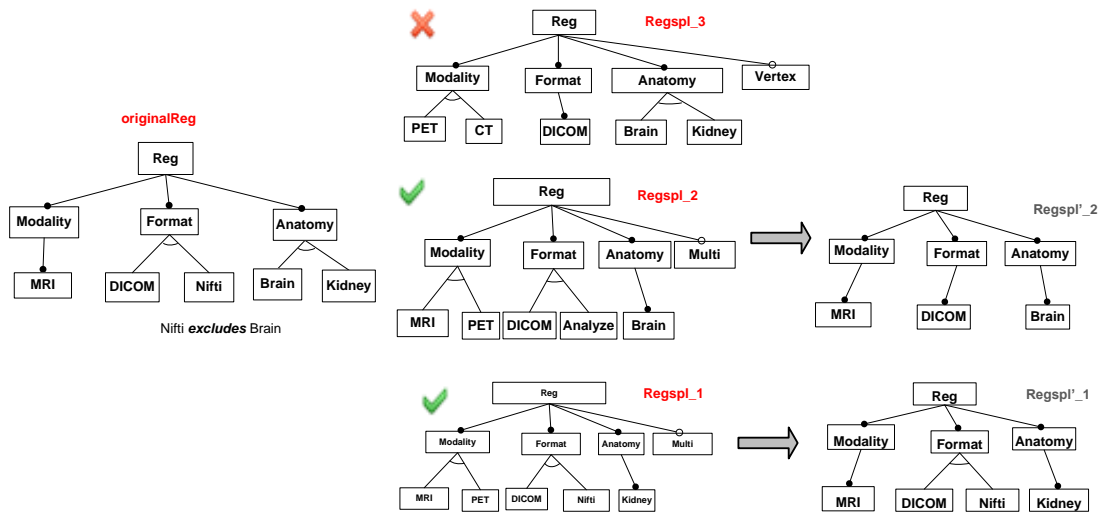 originalReg
Reg
Modality
Format
Anatomy
MRI
DICOM
Nifti
Brain
Kidney
Nifti excludes Brain
Reg
Regspl_3
Modality
Format
Anatomy
Vertex
PET
CT
DICOM
Brain
Kidney
Reg
Regspl_2
Modality
Format
Anatomy
Multi
MRI
PET
DICOM
Analyze
Brain
Reg
Regspl'_2
Modality
Format
Anatomy
MRI
DICOM
Brain
Reg
Regspl_1
Modality
Format
Anatomy
Multi
MRI
PET
DICOM
Nifti
Kidney
Reg
Regspl'_1
Modality
Format
Anatomy
MRI
DICOM
Nifti
Kidney